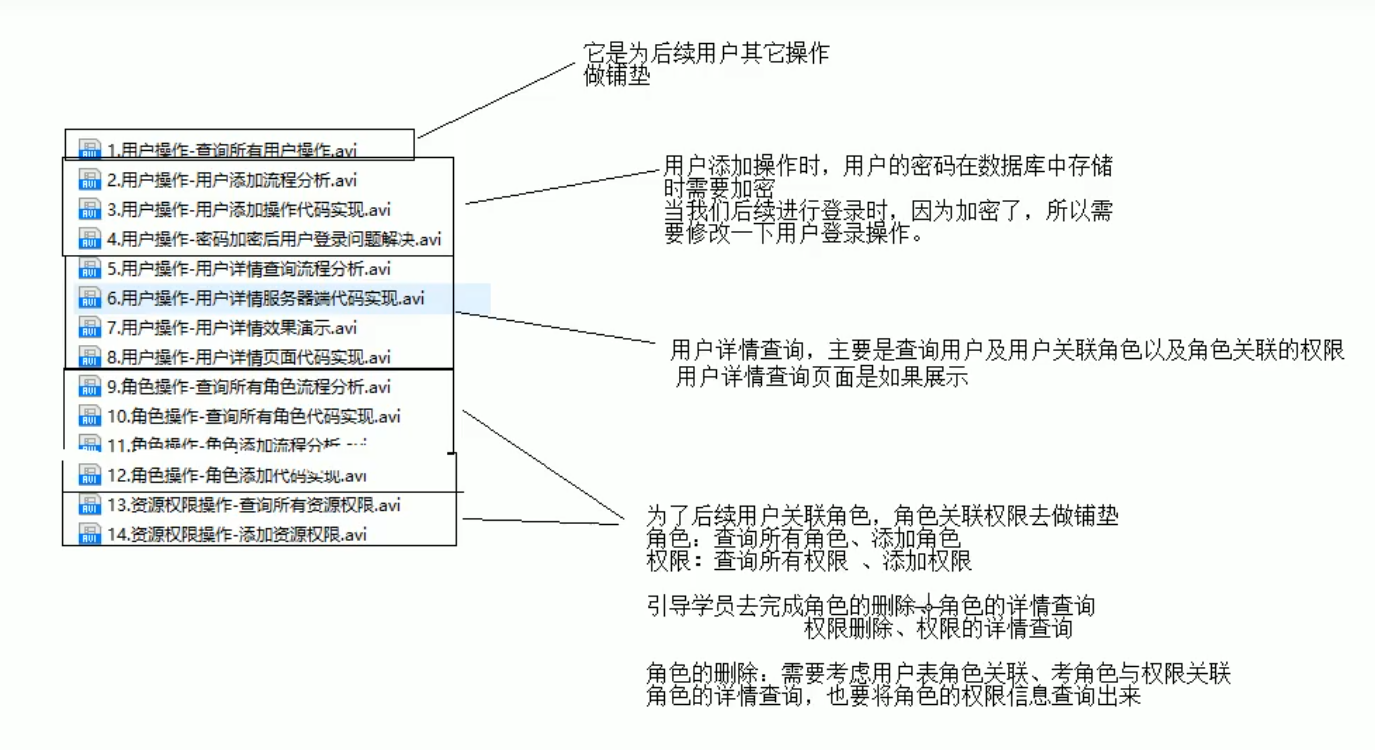 它是为后续用户其它操作
做铺垫
1.用户操作-查询所有用户操作.avi
2.用户操作-用户添加流程分析.avi
3.用户操作-用户添加操作代码实现.avi
4.用户操作-密码加密后用户登录问题解决.avi
用户添加操作时，用户的密码在数据库中存储
时需要加密
当我们后续进行登录时，因为加密了，所以需
要修改一下用户登录操作。
5.用户操作-用户详情查询流程分析.avi
6.用户操作-用户详情服务器端代码实现.avi
7.用户操作-用户详情效果演示.avi
8.用户操作-用户详情页面代码实现.avi
用户详情查询，主要是查询用户及用户关联角色以及角色关联的权限
用户详情查询页面是如果展示
9.角色操作-查询所有角色流程分析.avi
10.角色操作-查询所有角色代码实现.avi
11.角色操作-角色添加流程分析.avi
12.角色操作-角色添加代码实现.avi
13.资源权限操作-查询所有资源权限.avi
14.资源权限操作-添加资源权限.avi
为了后续用户关联角色，角色关联权限去做铺垫
角色：查询所有角色、添加角色
权限：查询所有权限 、添加权限
引导学员去完成角色的删除、角色的详情查询
权限删除、权限的详情查询
角色的删除：需要考虑用户表角色关联、考角色与权限关联
角色的详情查询，也要将角色的权限信息查询出来